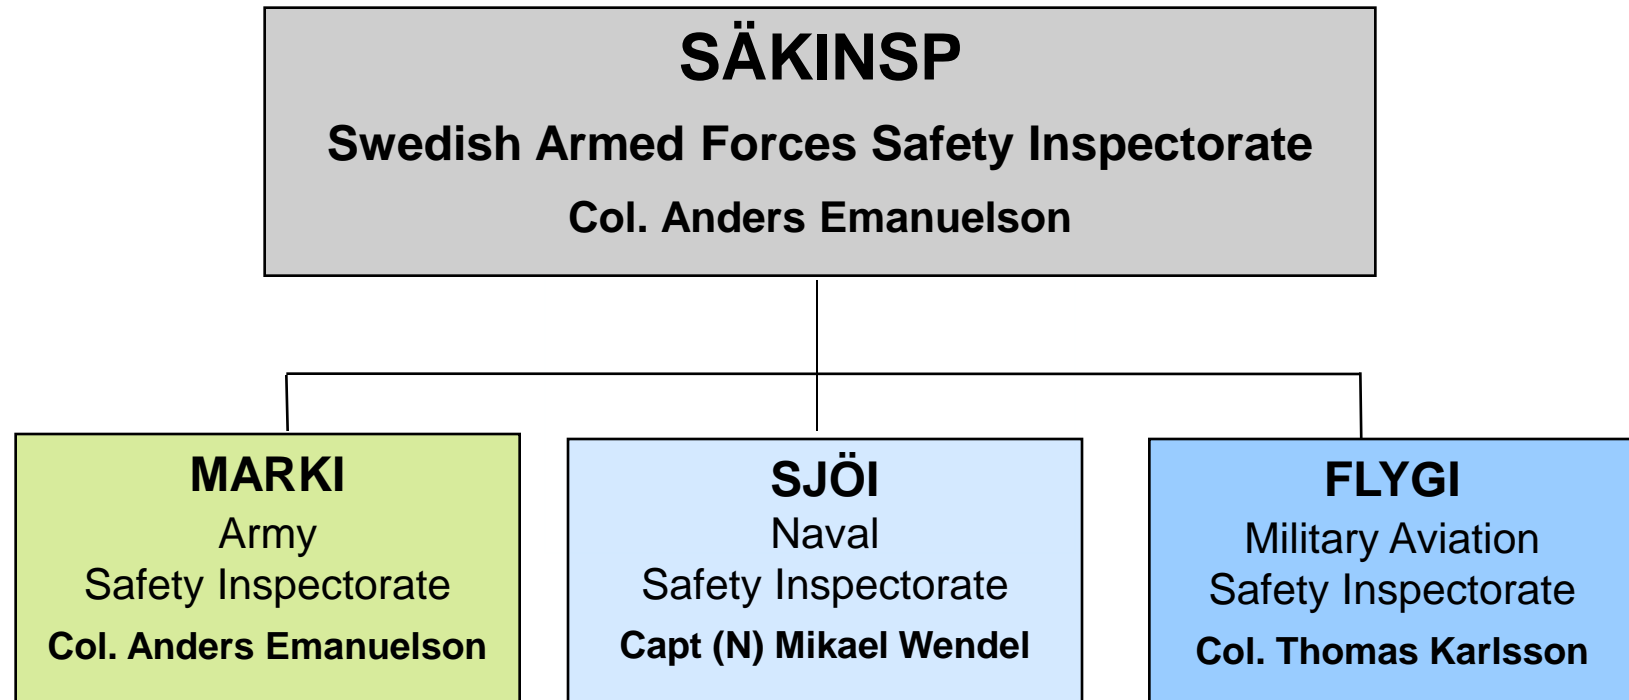 SÄKINSP
Swedish Armed Forces Safety Inspectorate
Col. Anders Emanuelson
MARKI
Army
Safety Inspectorate
Col. Anders Emanuelson
SJÖI
Naval
Safety Inspectorate
Capt (N) Mikael Wendel
FLYGI
Military Aviation
Safety Inspectorate
Col. Thomas Karlsson